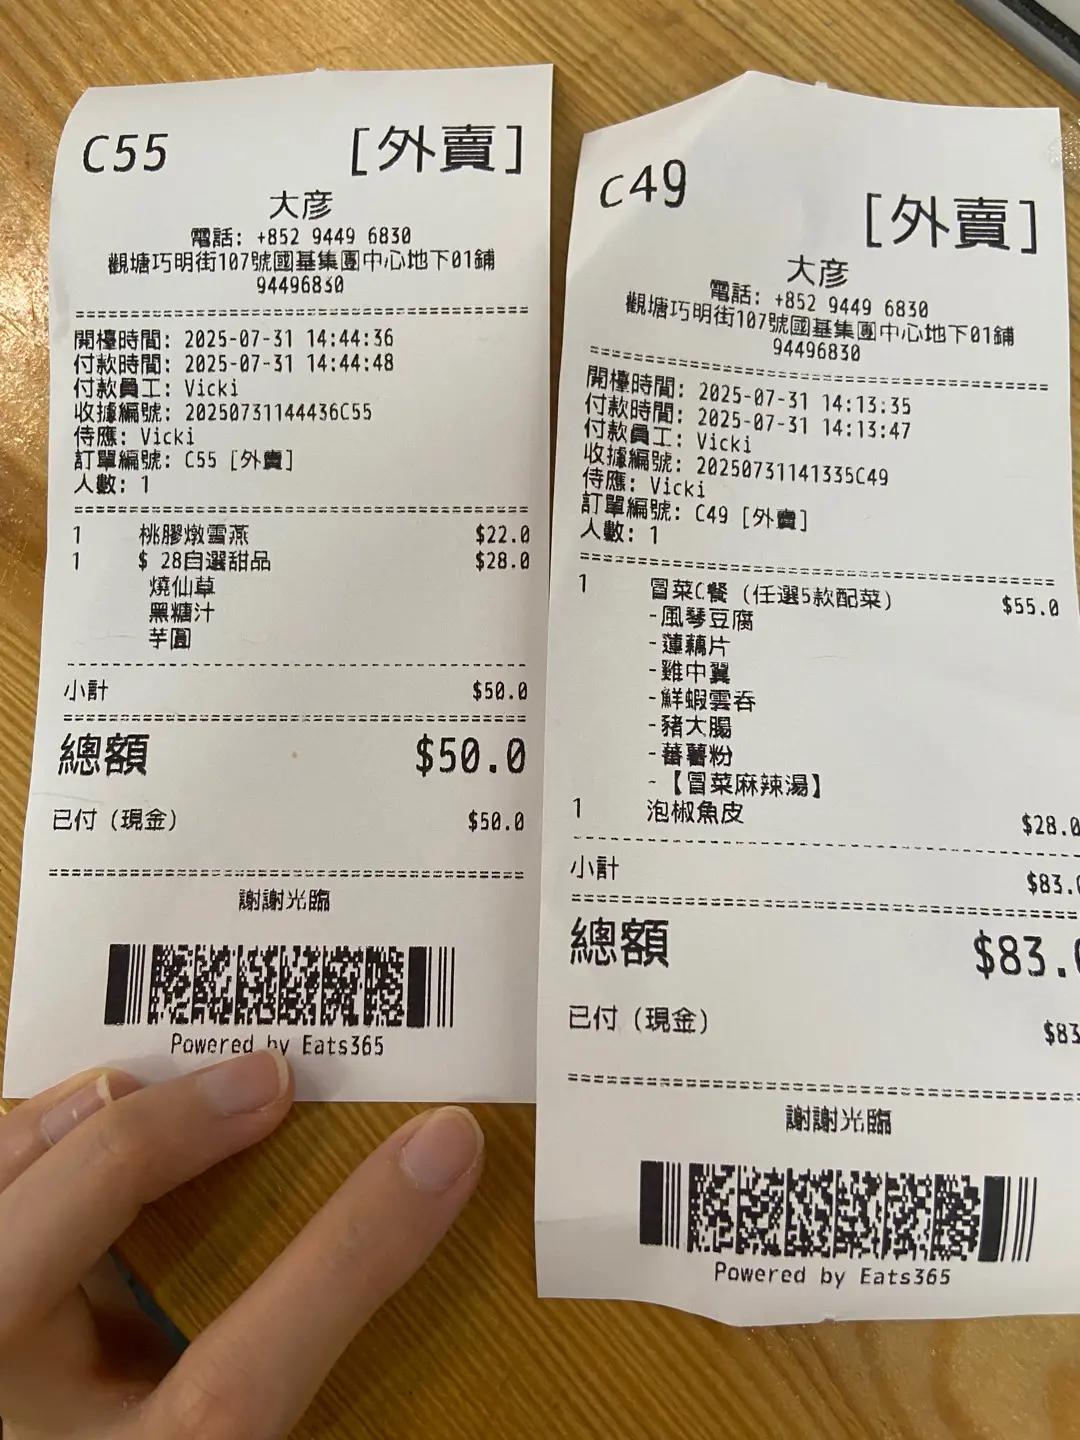 C55 [外賣]
大彦
電話: +852 9449 6830
觀塘巧明街107號國基集團中心地下01鋪
94496830
開檯時間: 2025-07-31 14:44:36
付款時間: 2025-07-31 14:44:48
付款員工: Vicki
收據編號: 20250731144436C55
侍應: Vicki
訂單編號: C55 [外賣]
人數: 1
1 桃膠燉雪燕 $22.0
1 $ 28自選甜品 $28.0
燒仙草
黑糖汁
芋圓
小計 $50.0
總額 $50.0
已付 (現金) $50.0
謝謝光臨
Powered by Eats365
C49 [外賣]
大彦
電話: +852 9449 6830
觀塘巧明街107號國基集團中心地下01鋪
94496830
開檯時間: 2025-07-31 14:13:35
付款時間: 2025-07-31 14:13:47
付款員工: Vicki
收據編號: 20250731141335C49
侍應: Vicki
訂單編號: C49 [外賣]
人數: 1
1 冒菜C餐 (任選5款配菜) $55.0
-風琴豆腐
-蓮藕片
-雞中翼
-鮮蝦雲吞
-豬大腸
-蕃薯粉
-【冒菜麻辣湯】
1 泡椒魚皮 $28.0
小計 $83.0
總額 $83.0
已付 (現金) $83
謝謝光臨
Powered by Eats365